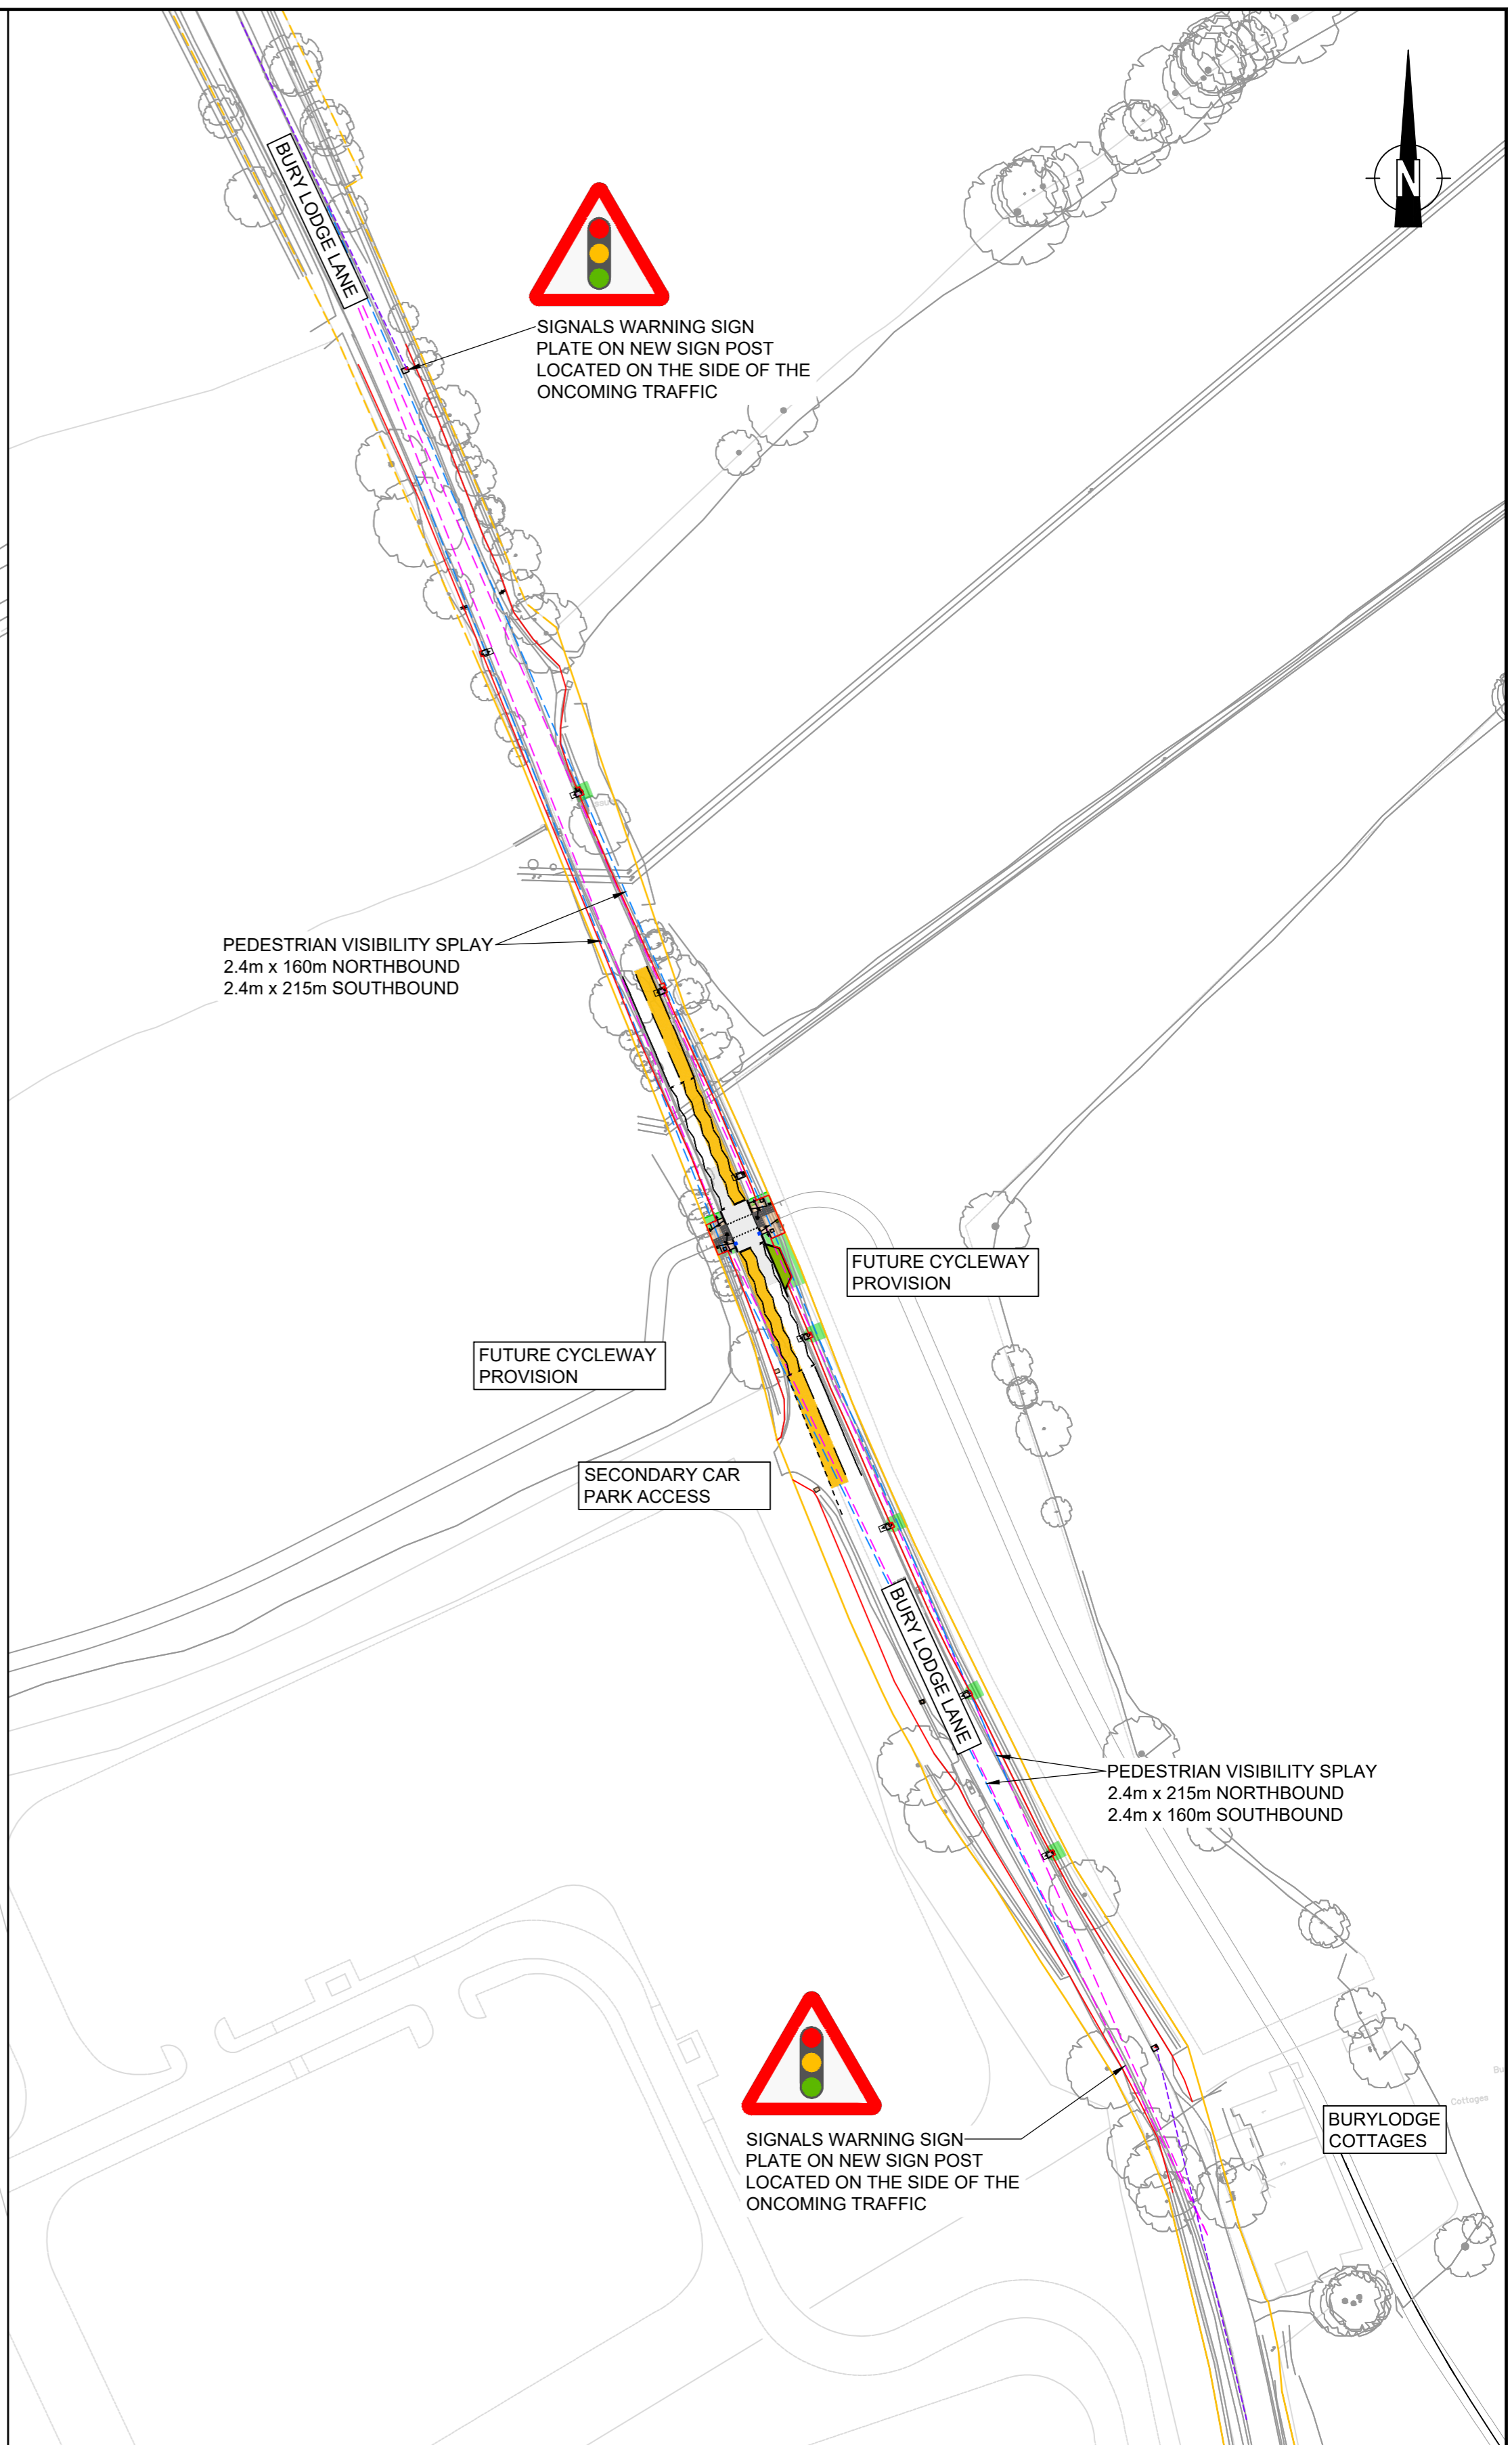 BURY LODGE LANE
N
SIGNALS WARNING SIGN
PLATE ON NEW SIGN POST
LOCATED ON THE SIDE OF THE
ONCOMING TRAFFIC
PEDESTRIAN VISIBILITY SPLAY
2.4m x 160m NORTHBOUND
2.4m x 215m SOUTHBOUND
FUTURE CYCLEWAY
PROVISION
FUTURE CYCLEWAY
PROVISION
SECONDARY CAR
PARK ACCESS
BURY LODGE LANE
PEDESTRIAN VISIBILITY SPLAY
2.4m x 215m NORTHBOUND
2.4m x 160m SOUTHBOUND
SIGNALS WARNING SIGN
PLATE ON NEW SIGN POST
LOCATED ON THE SIDE OF THE
ONCOMING TRAFFIC
Cottages
BURYLODGE
COTTAGES